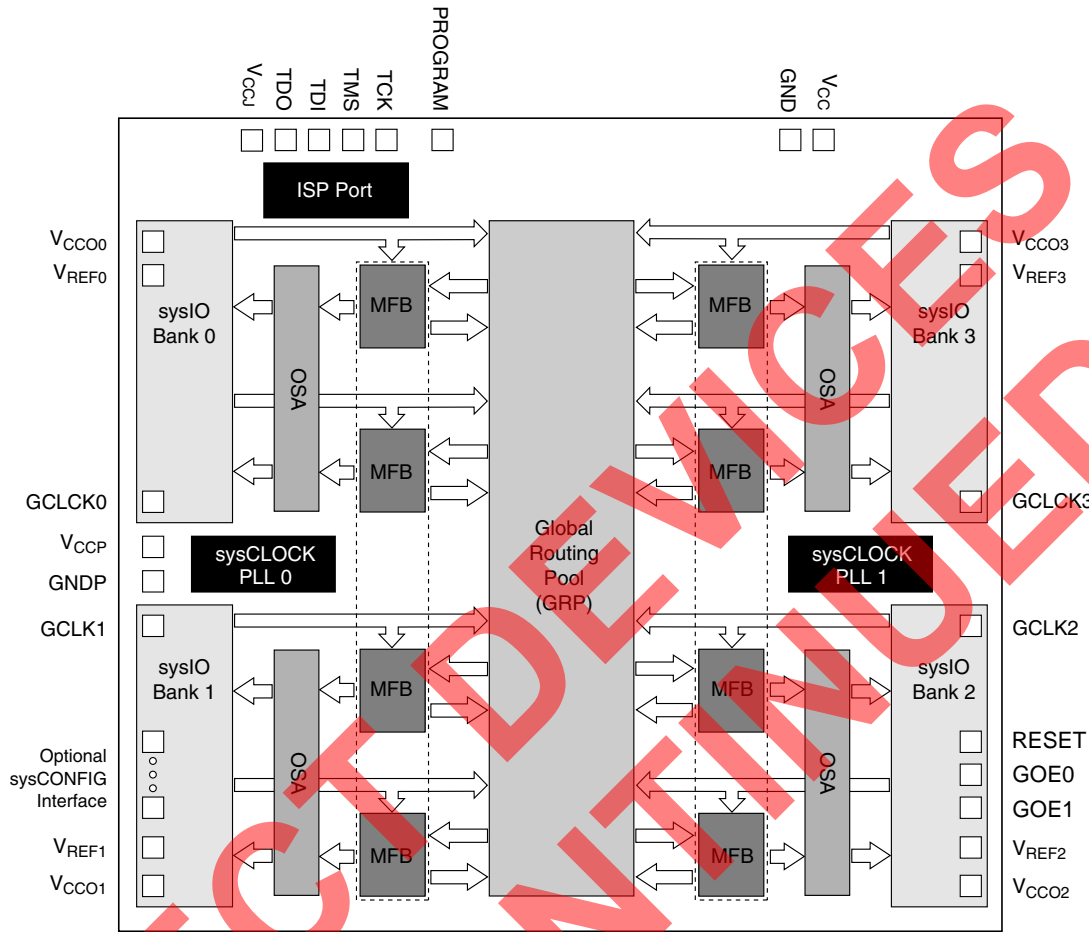 VCCJ
TDO
TDI
TMS
TCK
PROGRAM
GND
VCC
ISP Port
VCCO0
VREF0
sysIO
Bank 0
OSA
MFB
MFB
GCLCK0
VCCP
GNDP
sysCLOCK
PLL 0
GCLK1
sysIO
Bank 1
OSA
MFB
MFB
Optional
sysCONFIG
Interface
VREF1
VCCO1
Global
Routing
Pool
(GRP)
MFB
MFB
OSA
sysIO
Bank 3
VCCO3
VREF3
GCLCK3
sysCLOCK
PLL 1
MFB
MFB
OSA
sysIO
Bank 2
GCLK2
RESET
GOE0
GOE1
VREF2
VCCO2
CT DEVICES
NTINUED